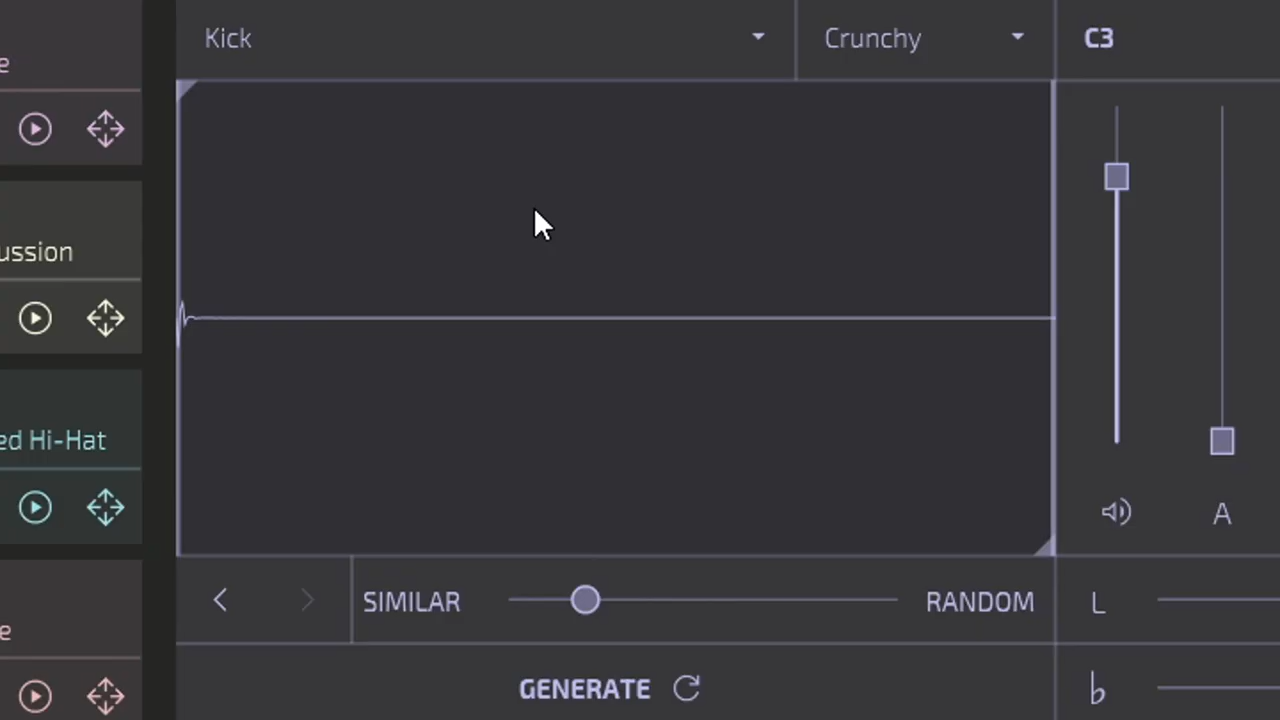 Kick
Crunchy
C3
e
ussion
ed Hi-Hat
e
A
SIMILAR
RANDOM
L
GENERATE
♭